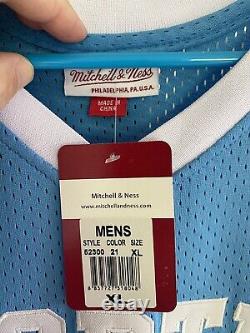 Mitchell & Ness
PHILADELPHIA, PA. U.S.A.
MADE IN
CHINA
Mitchell & Ness
www.mitchellandness.com
MENS
STYLE COLOR SIZE
62300 21 XL
XL